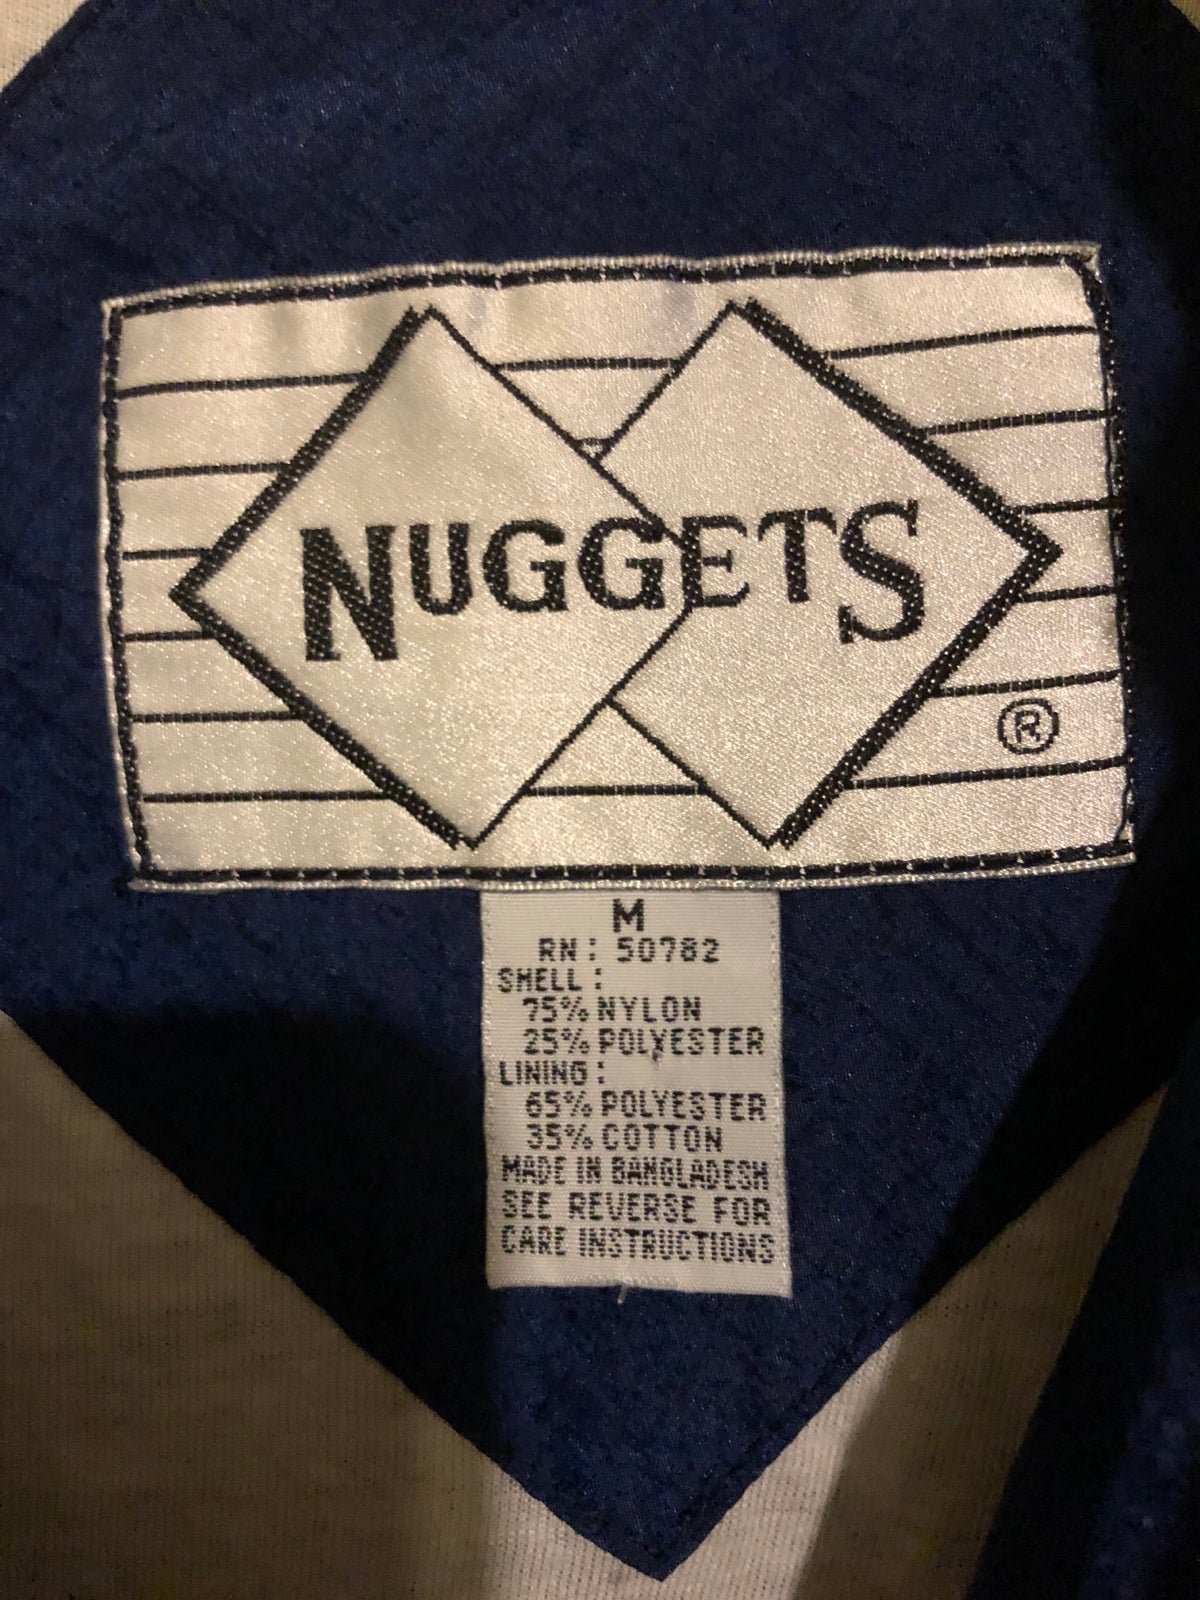 NUGGETS
®
M
RN: 50782
SHELL:
75% NYLON
25% POLYESTER
LINING:
65% POLYESTER
35% COTTON
MADE IN BANGLADESH
SEE REVERSE FOR
CARE INSTRUCTIONS